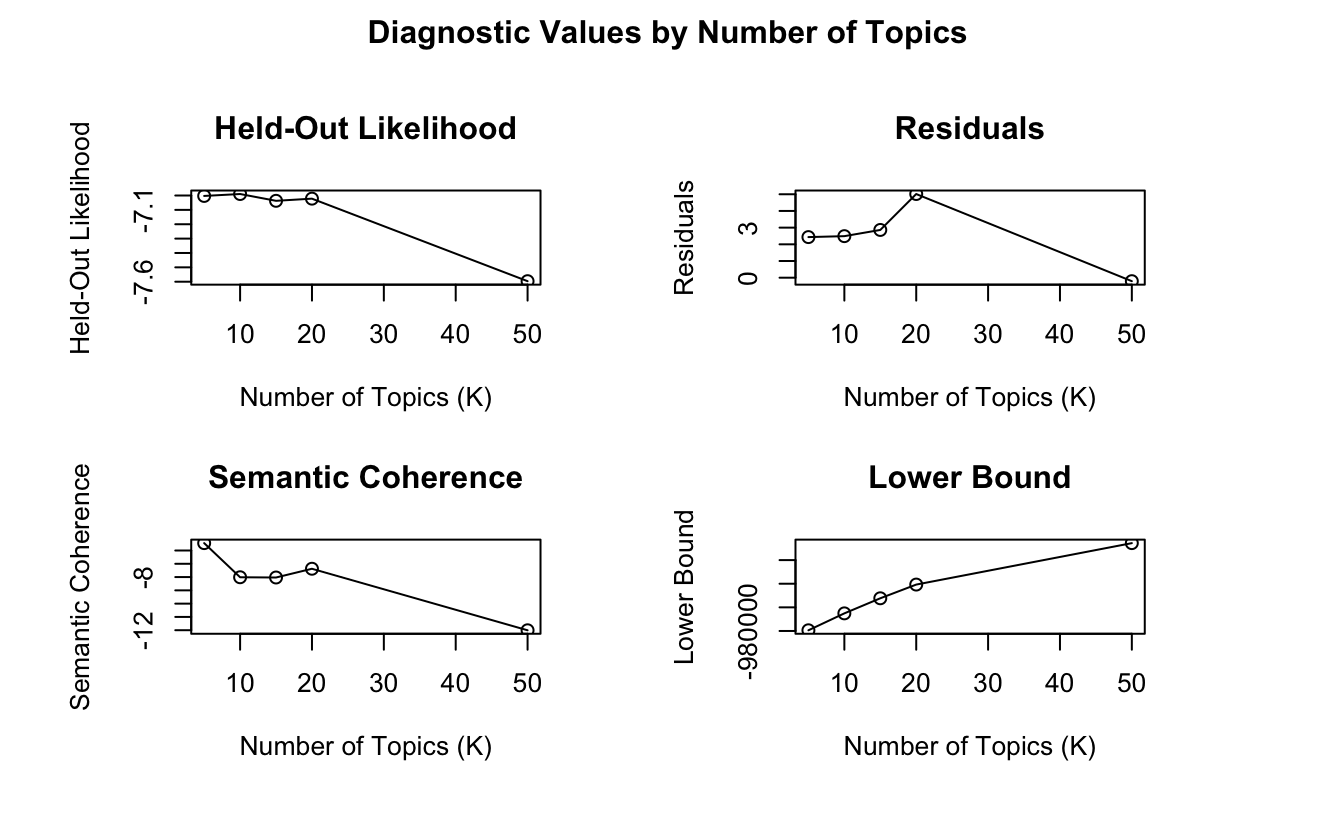 Diagnostic Values by Number of Topics
Held-Out Likelihood
Held-Out Likelihood
-7.1
-7.6
10 20 30 40 50
Number of Topics (K)
Residuals
Residuals
3
0
10 20 30 40 50
Number of Topics (K)
Semantic Coherence
Semantic Coherence
-8
-12
10 20 30 40 50
Number of Topics (K)
Lower Bound
Lower Bound
-980000
10 20 30 40 50
Number of Topics (K)